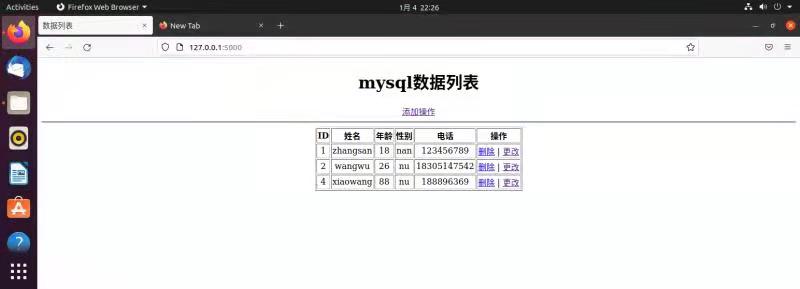 Activities Firefox Web Browser 1月 4 22:26
数据列表 New Tab
127.0.0.1:5000
mysql数据列表
添加操作
ID 姓名 年龄 性别 电话 操作
1 zhangsan 18 nan 123456789 删除 | 更改
2 wangwu 26 nu 18305147542 删除 | 更改
4 xiaowang 88 nu 188896369 删除 | 更改